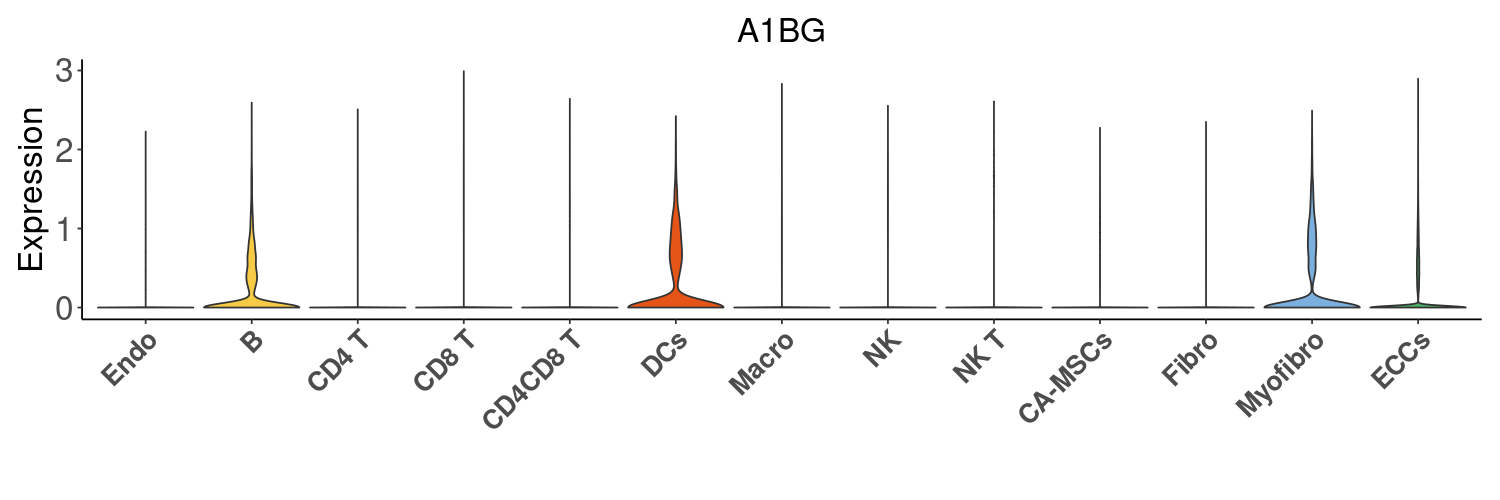 A1BG
Expression
3
2
1
0
Endo
B
CD4 T
CD8 T
CD4CD8 T
DCs
Macro
NK
NK T
CA-MSCs
Fibro
Myofibro
ECCs